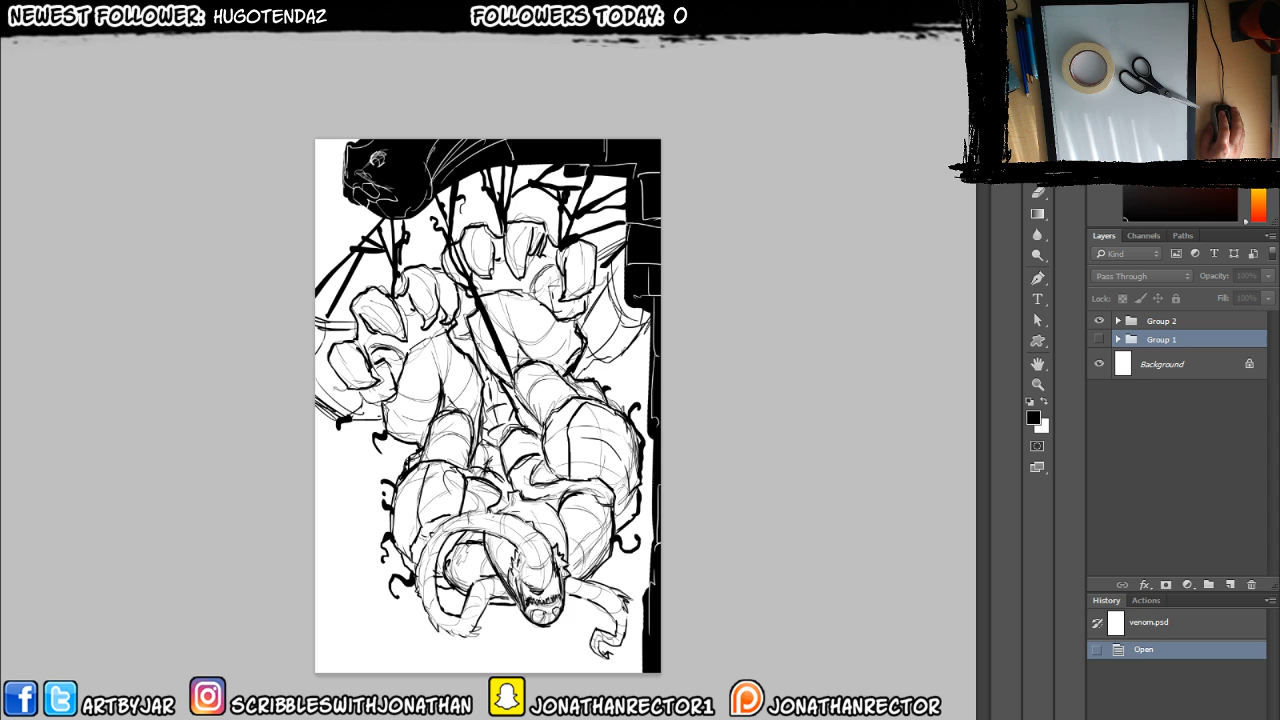 NEWEST FOLLOWER: HUGOTENDAZ
FOLLOWERS TODAY: 0
Layers Channels Paths
Kind
Pass Through Opacity: 100%
Lock: Fill: 100%
Group 2
Group 1
Background
History Actions
venom.psd
Open
ARTBYJAR SCRIBBLESWITHJONATHAN JONATHANRECTOR1 JONATHANRECTOR